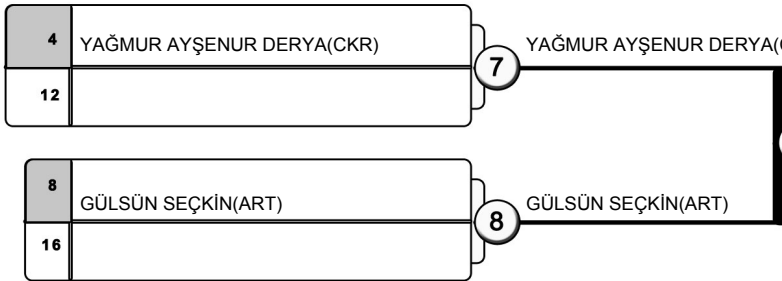 4 YAĞMUR AYŞENUR DERYA(CKR)
7 YAĞMUR AYŞENUR DERYA(
12
8 GÜLSÜN SEÇKİN(ART)
8 GÜLSÜN SEÇKİN(ART)
16